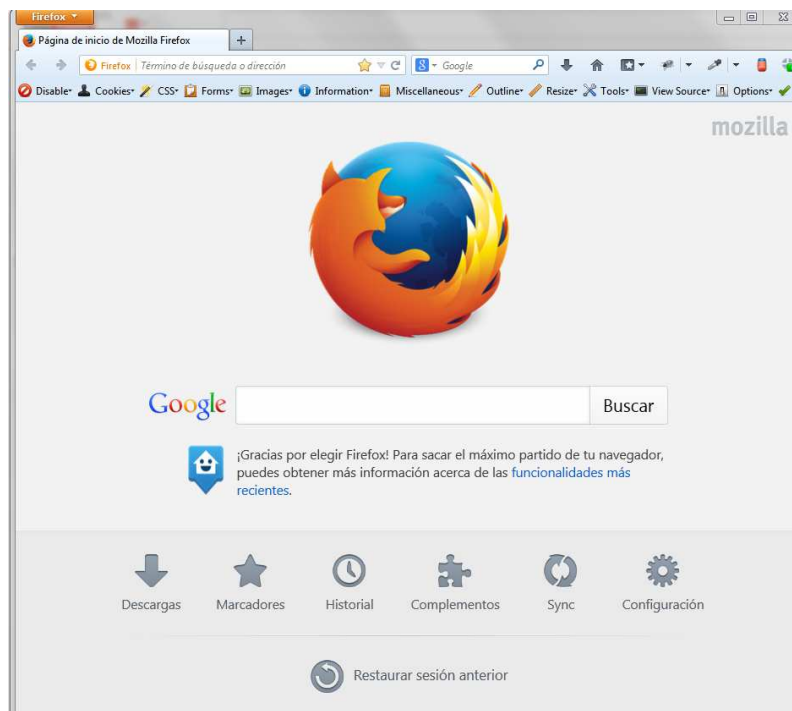 Firefox
Página de inicio de Mozilla Firefox
Firefox Término de búsqueda o dirección Google
Disable Cookies CSS Forms Images Information Miscellaneous Outline Resize Tools View Source Options
mozilla
Google Buscar
¡Gracias por elegir Firefox! Para sacar el máximo partido de tu navegador,
puedes obtener más información acerca de las funcionalidades más
recientes.
Descargas Marcadores Historial Complementos Sync Configuración
Restaurar sesión anterior